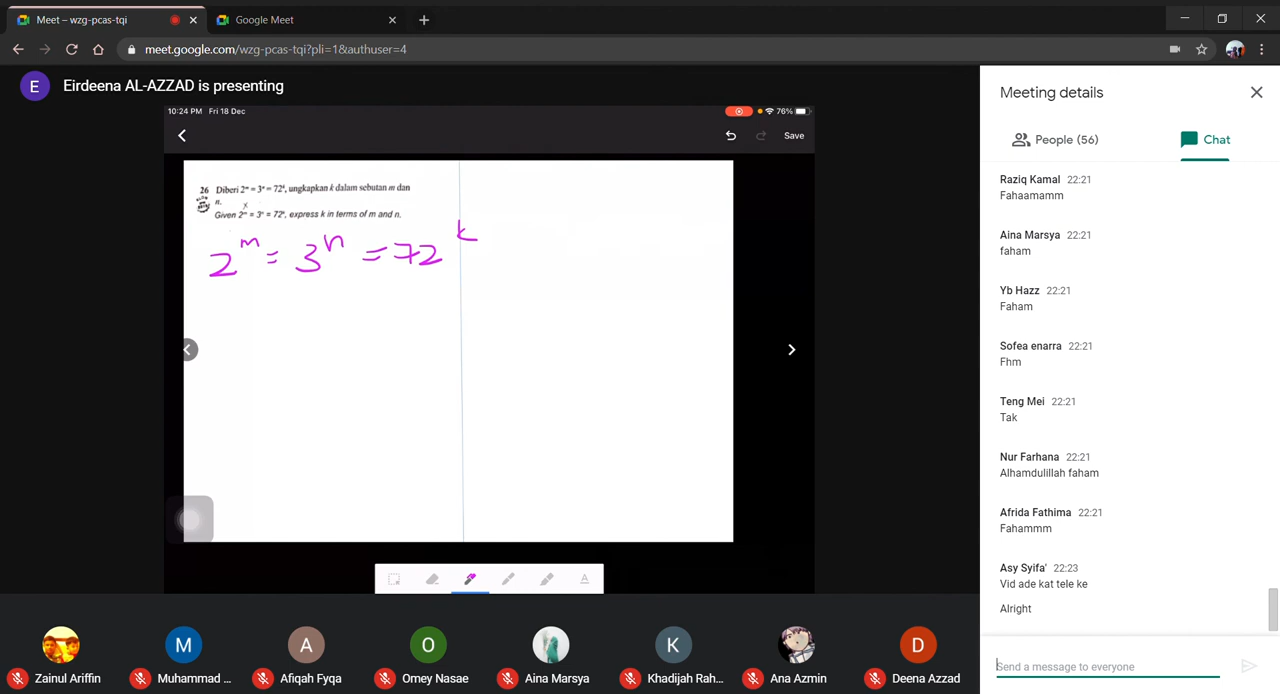 Meet – wzg-pcas-tqi
Google Meet
meet.google.com/wzg-pcas-tqi?pli=1&authuser=4
E
Eirdeena AL-AZZAD is presenting
10:24 PM Fri 18 Dec
76%
Save
26 Diberi 2ᵐ = 3ⁿ = 72ᵏ, ungkapkan k dalam sebutan m dan
n.
Given 2ᵐ = 3ⁿ = 72ᵏ, express k in terms of m and n.
2ᵐ = 3ⁿ = 72ᵏ
A
Meeting details
People (56)
Chat
Raziq Kamal 22:21
Fahaamamm
Aina Marsya 22:21
faham
Yb Hazz 22:21
Faham
Sofea enarra 22:21
Fhm
Teng Mei 22:21
Tak
Nur Farhana 22:21
Alhamdulillah faham
Afrida Fathima 22:21
Fahammm
Asy Syifa' 22:23
Vid ade kat tele ke
Alright
Send a message to everyone
M
A
O
K
D
Zainul Ariffin
Muhammad ...
Afiqah Fyqa
Omey Nasae
Aina Marsya
Khadijah Rah...
Ana Azmin
Deena Azzad